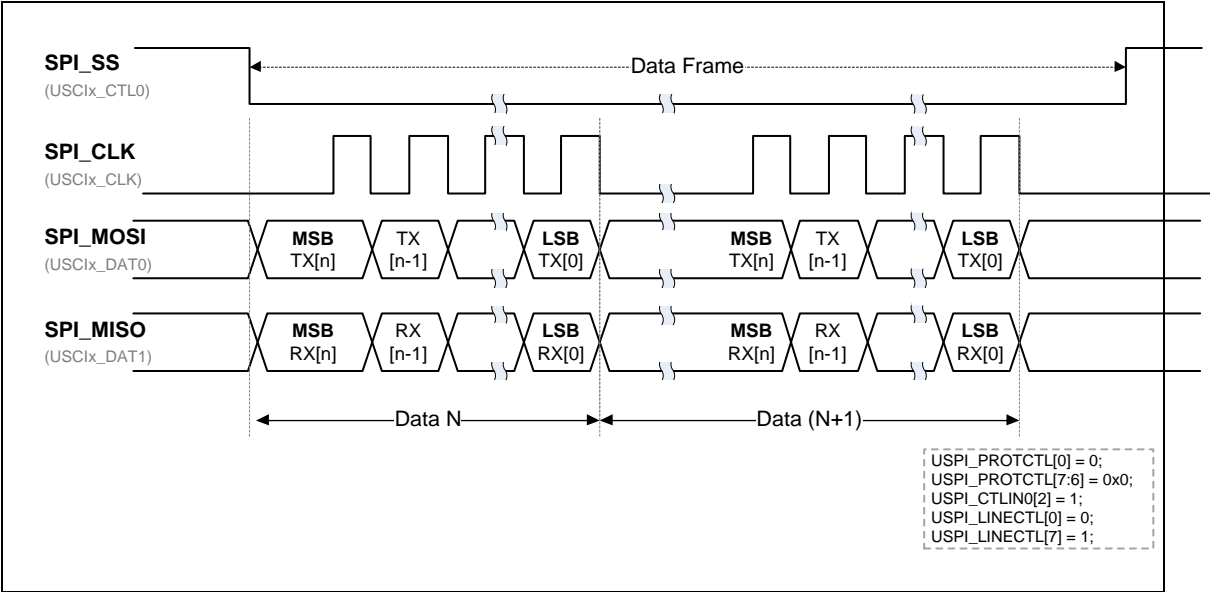 SPI_SS
(USCIx_CTL0)
Data Frame
SPI_CLK
(USCIx_CLK)
SPI_MOSI
(USCIx_DAT0)
MSB TX LSB MSB TX LSB
TX[n] [n-1] TX[0] TX[n] [n-1] TX[0]
SPI_MISO
(USCIx_DAT1)
MSB RX LSB MSB RX LSB
RX[n] [n-1] RX[0] RX[n] [n-1] RX[0]
Data N Data (N+1)
USPI_PROTCTL[0] = 0;
USPI_PROTCTL[7:6] = 0x0;
USPI_CTLIN0[2] = 1;
USPI_LINECTL[0] = 0;
USPI_LINECTL[7] = 1;